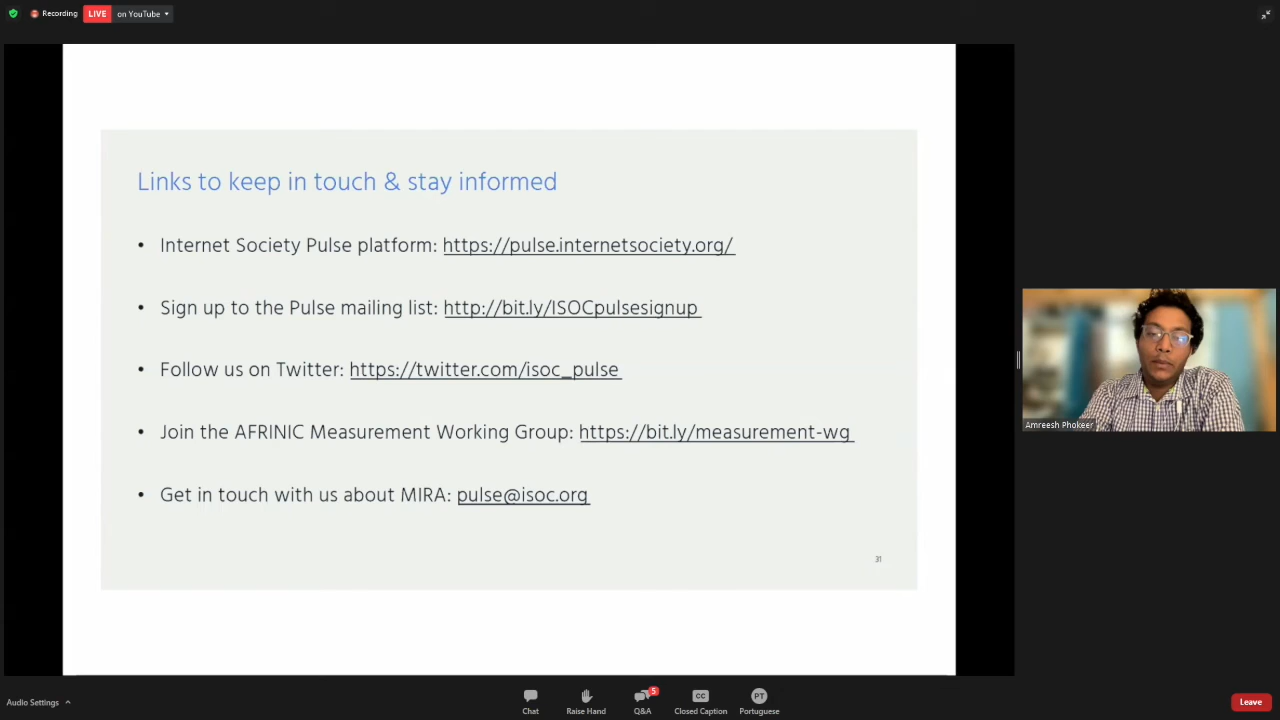 Recording
LIVE on YouTube
Links to keep in touch & stay informed
• Internet Society Pulse platform: https://pulse.internetsociety.org/
• Sign up to the Pulse mailing list: http://bit.ly/ISOCpulsesignup
• Follow us on Twitter: https://twitter.com/isoc_pulse
• Join the AFRINIC Measurement Working Group: https://bit.ly/measurement-wg
• Get in touch with us about MIRA: pulse@isoc.org
31
Amreesh Phokeer
Audio Settings
Chat
Raise Hand
5
Q&A
CC
Closed Caption
PT
Portuguese
Leave